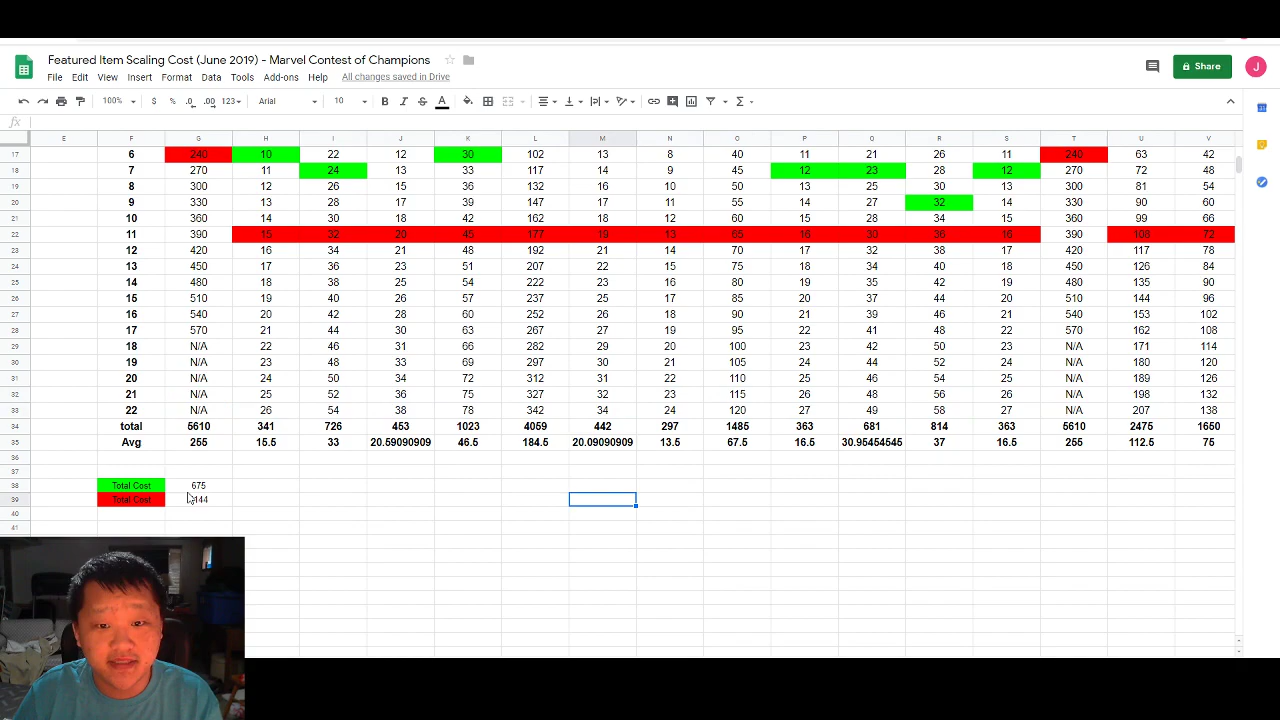 Featured Item Scaling Cost (June 2019) - Marvel Contest of Champions
File Edit View Insert Format Data Tools Add-ons Help All changes saved in Drive
Share J
100% $ % .0 .00 123 Arial 10 B I S A
fx
E F G H I J K L M N O P Q R S T U V
17 6 240 10 22 12 30 102 13 8 40 11 21 26 11 240 63 42
18 7 270 11 24 13 33 117 14 9 45 12 23 28 12 270 72 48
19 8 300 12 26 15 36 132 16 10 50 13 25 30 13 300 81 54
20 9 330 13 28 17 39 147 17 11 55 14 27 32 14 330 90 60
21 10 360 14 30 18 42 162 18 12 60 15 28 34 15 360 99 66
22 11 390 15 32 20 45 177 19 13 65 16 30 36 16 390 108 72
23 12 420 16 34 21 48 192 21 14 70 17 32 38 17 420 117 78
24 13 450 17 36 23 51 207 22 15 75 18 34 40 18 450 126 84
25 14 480 18 38 25 54 222 23 16 80 19 35 42 19 480 135 90
26 15 510 19 40 26 57 237 25 17 85 20 37 44 20 510 144 96
27 16 540 20 42 28 60 252 26 18 90 21 39 46 21 540 153 102
28 17 570 21 44 30 63 267 27 19 95 22 41 48 22 570 162 108
29 18 N/A 22 46 31 66 282 29 20 100 23 42 50 23 N/A 171 114
30 19 N/A 23 48 33 69 297 30 21 105 24 44 52 24 N/A 180 120
31 20 N/A 24 50 34 72 312 31 22 110 25 46 54 25 N/A 189 126
32 21 N/A 25 52 36 75 327 32 23 115 26 48 56 26 N/A 198 132
33 22 N/A 26 54 38 78 342 34 24 120 27 49 58 27 N/A 207 138
34 total 5610 341 726 453 1023 4059 442 297 1485 363 681 814 363 5610 2475 1650
35 Avg 255 15.5 33 20.59090909 46.5 184.5 20.09090909 13.5 67.5 16.5 30.95454545 37 16.5 255 112.5 75
36
37
38 Total Cost 675
39 Total Cost
40
41